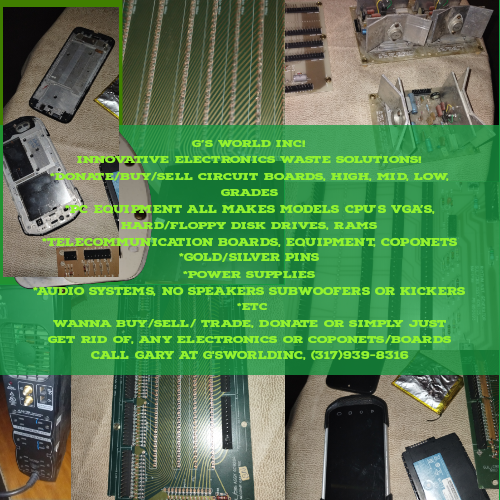 G'S WORLD INC!
INNOVATIVE ELECTRONICS WASTE SOLUTIONS!
*DONATE/BUY/SELL CIRCUIT BOARDS, HIGH, MID, LOW,
GRADES
*PC EQUIPMENT ALL MAKES MODELS CPU'S VGA'S,
HARD/FLOPPY DISK DRIVES, RAMS
*TELECOMMUNICATION BOARDS, EQUIPMENT, COPONETS
*GOLD/SILVER PINS
*POWER SUPPLIES
*AUDIO SYSTEMS, NO SPEAKERS SUBWOOFERS OR KICKERS
*ETC
WANNA BUY/SELL/ TRADE, DONATE OR SIMPLY JUST
GET RID OF, ANY ELECTRONICS OR COPONETS/BOARDS
CALL GARY AT G'SWORLDINC, (317)939-8316